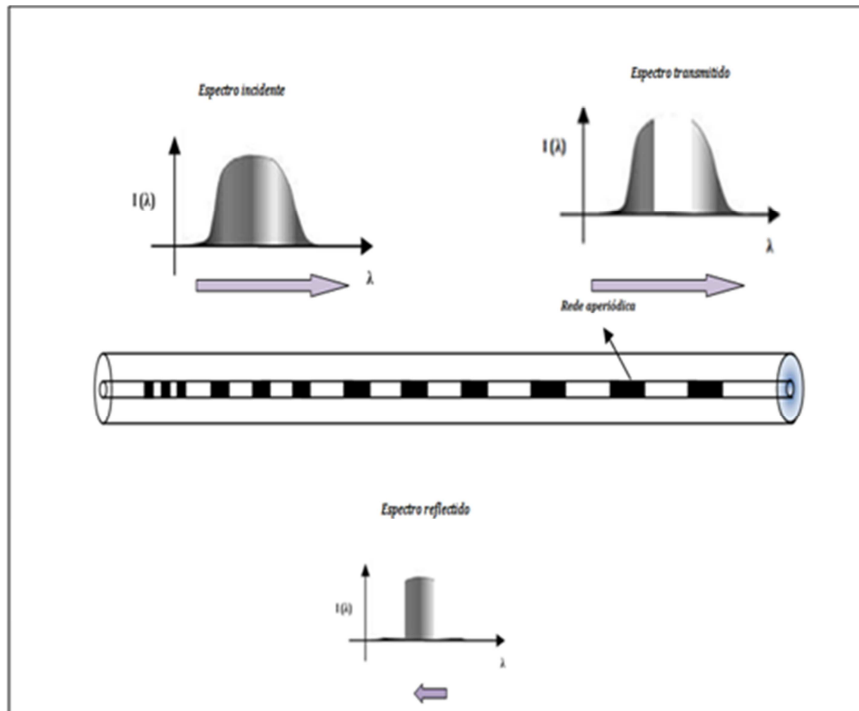 Espectro incidente
I (λ)
λ
Espectro transmitido
I (λ)
λ
Rede aperiódica
Espectro reflectido
I (λ)
λ